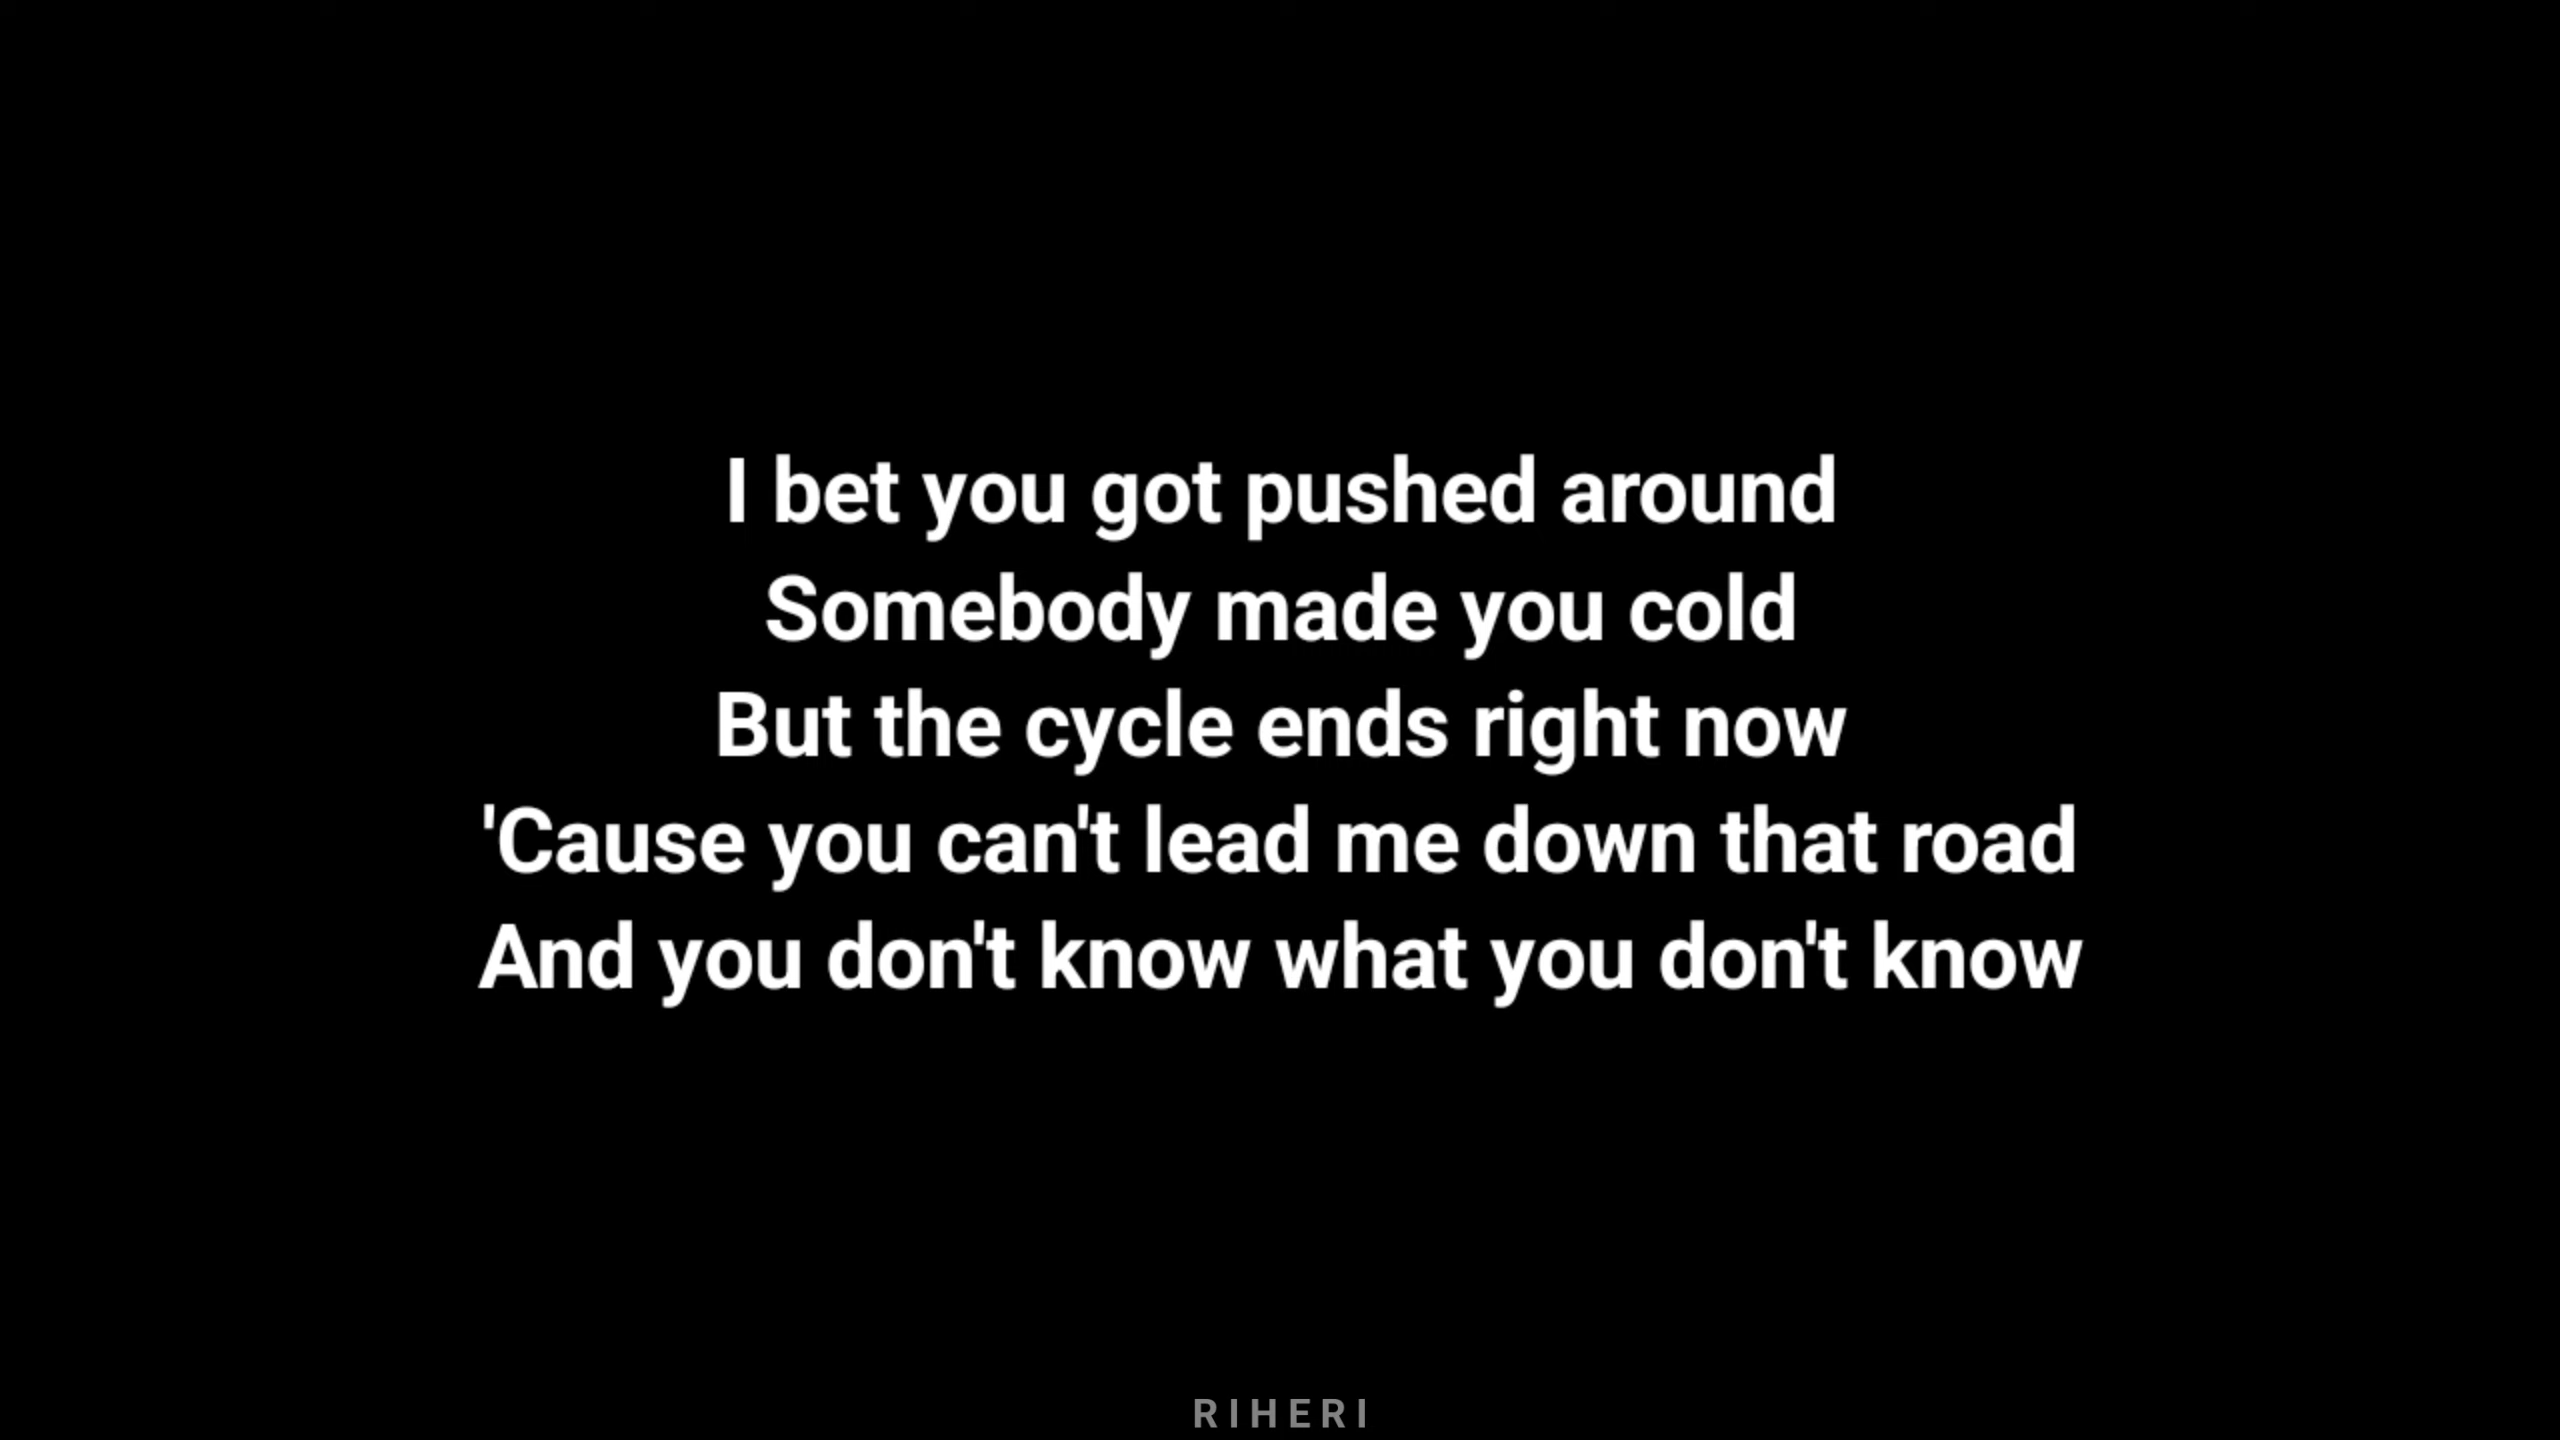 I bet you got pushed around
Somebody made you cold
But the cycle ends right now
'Cause you can't lead me down that road
And you don't know what you don't know
RIHERI